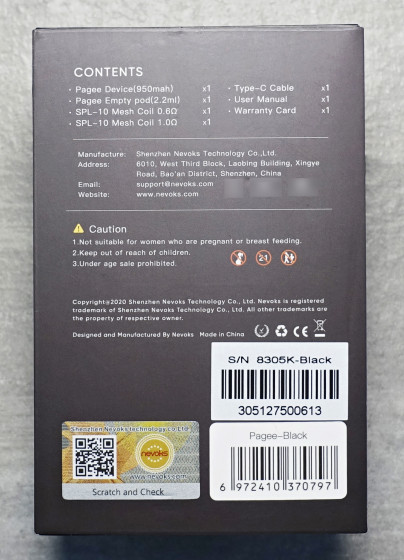 CONTENTS
· Pagee Device(950mah) x1
· Pagee Empty pod(2.2ml) x1
· SPL-10 Mesh Coil 0.6Ω x1
· SPL-10 Mesh Coil 1.0Ω x1
· Type-C Cable x1
· User Manual x1
· Warranty Card x1
Manufacture: Shenzhen Nevoks Technology Co.,Ltd.
Address: 6010, West Third Block, Laobing Building, Xingye
Road, Bao'an District, Shenzhen, China
Email: support@nevoks.com
Website: www.nevoks.com
Caution
1.Not suitable for women who are pregnant or breast feeding.
2.Keep out of reach of children.
3.Under age sale prohibited.
Copyright@2020 Shenzhen Nevoks Technology Co., Ltd. Nevoks is registered
trademark of Shenzhen Nevoks Technology Co., Ltd. All other tradermark are
the property of respective owner.
Designed and Manufactured By Nevoks Made in China CE
S/N 8305K-Black
305127500613
Shenzhen Nevoks technology co Ltd
nevoks
www.nevoks.com
Scratch and Check
Pagee-Black
6 972410 370797